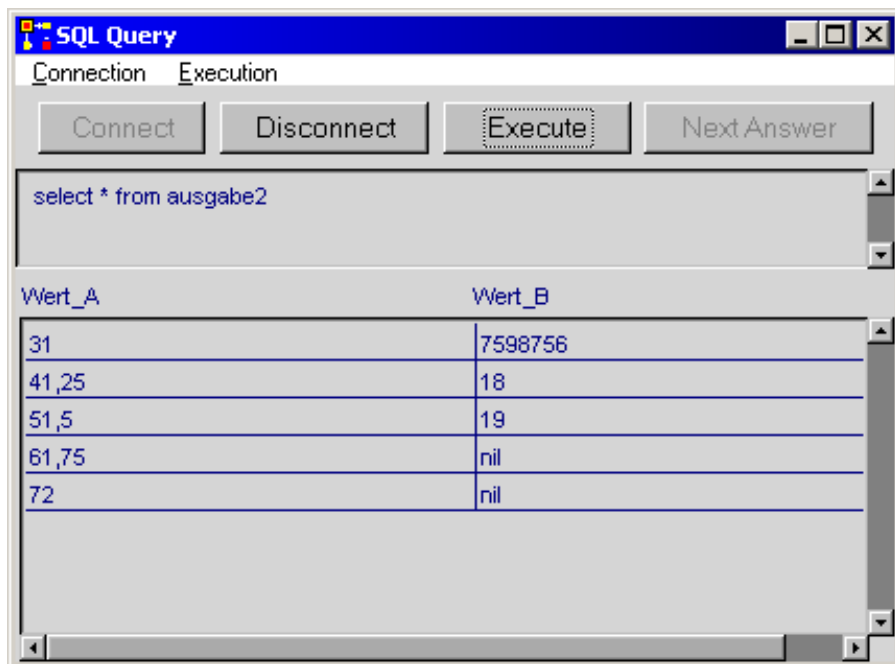 SQL Query
Connection Execution
Connect Disconnect Execute Next Answer
select * from ausgabe2
Wert_A Wert_B
31 7598756
41,25 18
51,5 19
61,75 nil
72 nil